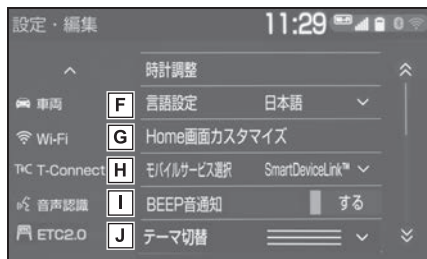 設定・編集 11:29
時計調整
車両 F 言語設定 日本語
Wi-Fi G Home画面カスタマイズ
T-Connect H モバイルサービス選択 SmartDeviceLink™
音声認識 I BEEP音通知 する
ETC2.0 J テーマ切替